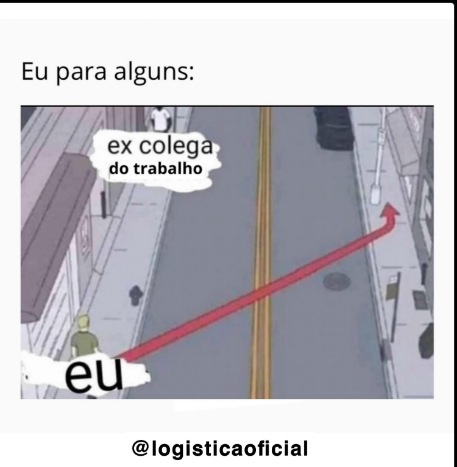 Eu para alguns:
ex colega
do trabalho
eu
@logisticaoficial